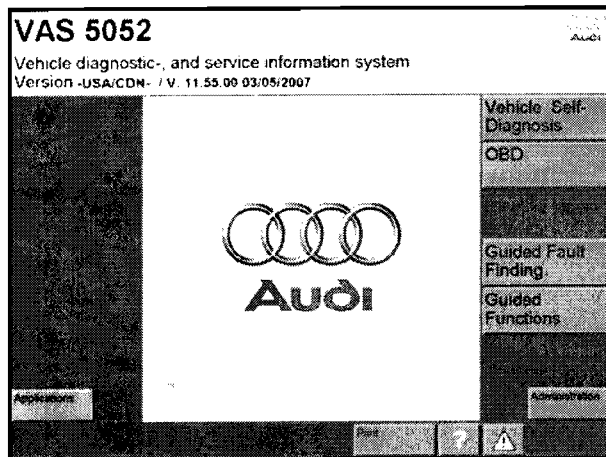 VAS 5052
Audi
Vehicle diagnostic-, and service information system
Version -USA/CDN- / V. 11.55.00 03/05/2007
Vehicle Self-
Diagnosis
OBD
Guided Fault
Finding
Guided
Functions
Audi
Applications
Administration
Print
?